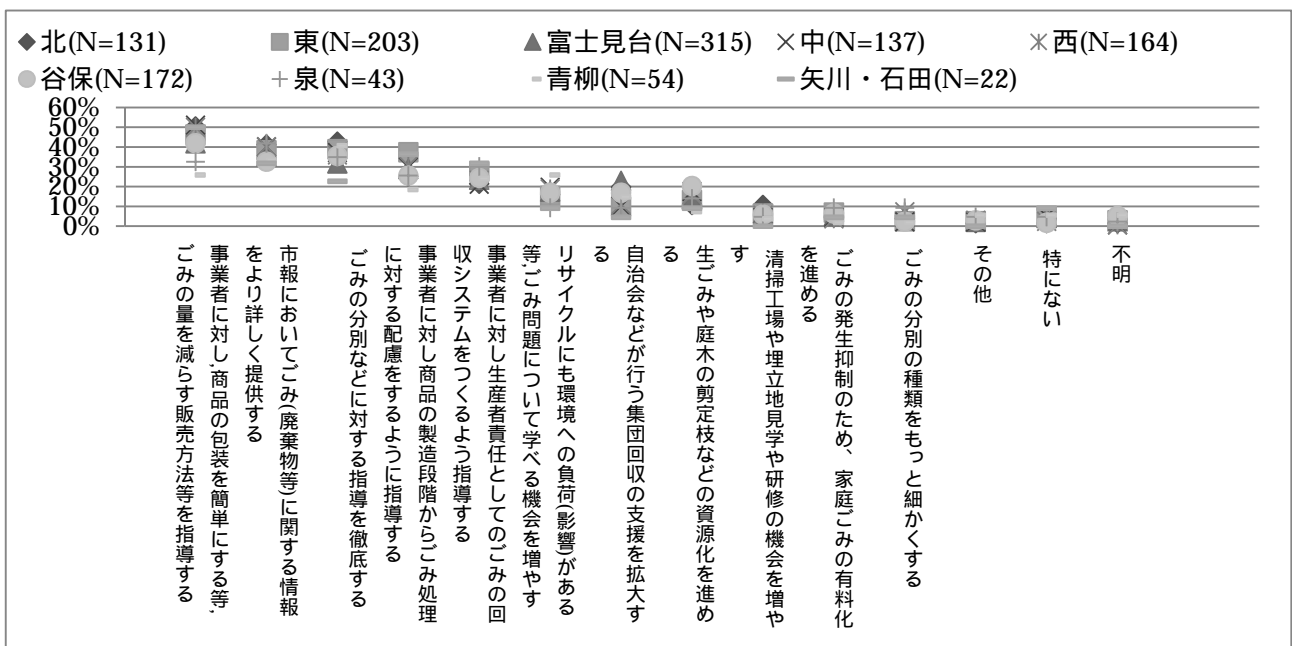 北(N=131) 東(N=203) 富士見台(N=315) 中(N=137) 西(N=164)
谷保(N=172) 泉(N=43) 青柳(N=54) 矢川・石田(N=22)
60%
50%
40%
30%
20%
10%
0%
事業者に対し,商品の包装を簡単にする等,
ごみの量を減らす販売方法等を指導する
市報においてごみ(廃棄物等)に関する情報
をより詳しく提供する
ごみの分別などに対する指導を徹底する
事業者に対し商品の製造段階からごみ処理
に対する配慮をするように指導する
事業者に対し生産者責任としてのごみの回
収システムをつくるよう指導する
リサイクルにも環境への負荷(影響)がある
等,ごみ問題について学べる機会を増やす
自治会などが行う集団回収の支援を拡大す
る
生ごみや庭木の剪定枝などの資源化を進め
る
清掃工場や埋立地見学や研修の機会を増や
す
ごみの発生抑制のため、家庭ごみの有料化
を進める
ごみの分別の種類をもっと細かくする
その他
特にない
不明